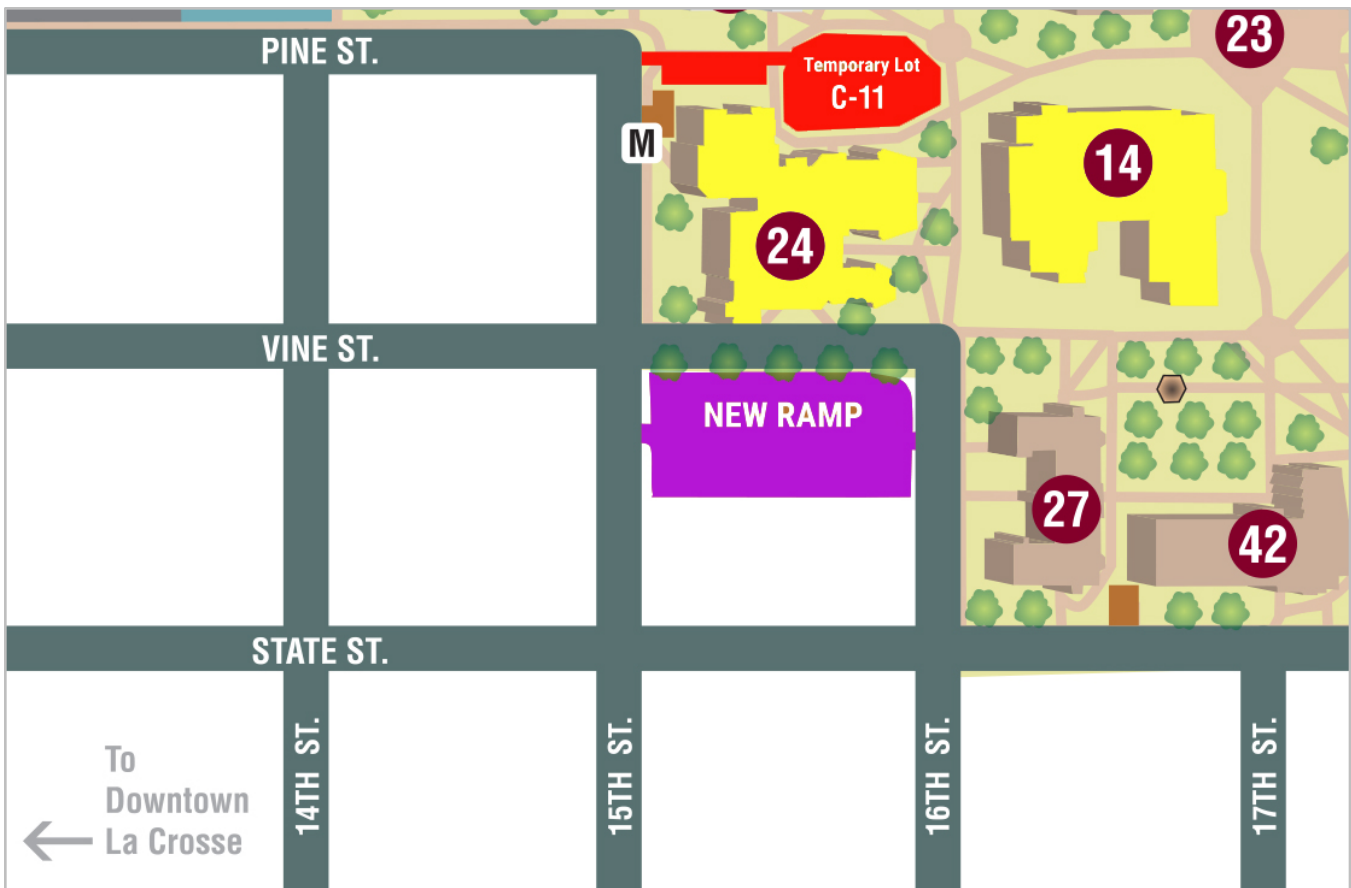 23
PINE ST.
Temporary Lot
C-11
M
14
24
VINE ST.
NEW RAMP
27
42
STATE ST.
14TH ST.
15TH ST.
16TH ST.
17TH ST.
To
Downtown
La Crosse